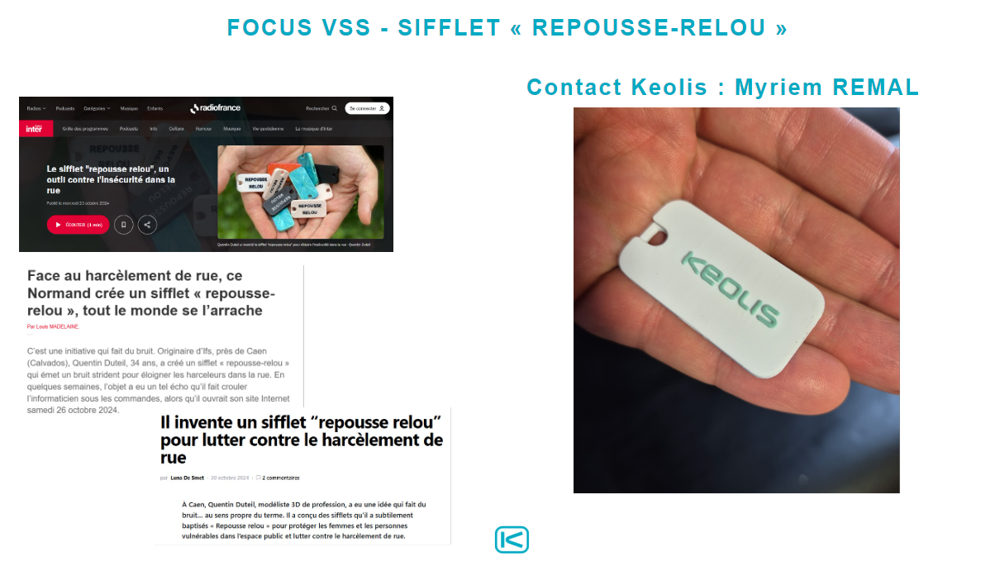 FOCUS VSS - SIFFLET « REPOUSSE-RELOU »
Contact Keolis : Myriem REMAL
Radios Podcasts Catégories Musique Enfants radiofrance Rechercher Se connecter
france inter Grille des programmes Podcasts Info Culture Humour Musique Vie quotidienne La musique d'Inter
Le sifflet "repousse relou", un
outil contre l'insécurité dans la
rue
Publié le mercredi 23 octobre 2024
ÉCOUTER (1 min)
REPOUSSE
RELOU
REPOUSSE
RELOU
REPOUSSE
RELOU
REPOUSSE
RELOU
Quentin Duteil a inventé le sifflet "repousse relou" pour réduire l'insécurité dans la rue - Quentin Duteil
KEOLIS
Face au harcèlement de rue, ce
Normand crée un sifflet « repousse-
relou », tout le monde se l'arrache
Par Louis MADELAINE.
C'est une initiative qui fait du bruit. Originaire d'Ifs, près de Caen
(Calvados), Quentin Duteil, 34 ans, a créé un sifflet « repousse-relou »
qui émet un bruit strident pour éloigner les harceleurs dans la rue. En
quelques semaines, l'objet a eu un tel écho qu'il fait crouler
l'informaticien sous les commandes, alors qu'il ouvrait son site Internet
samedi 26 octobre 2024.
Il invente un sifflet “repousse relou”
pour lutter contre le harcèlement de
rue
par Luna De Smet - 30 octobre 2024 - 2 commentaires
À Caen, Quentin Duteil, modéliste 3D de profession, a eu une idée qui fait du
bruit… au sens propre du terme. Il a conçu des sifflets qu'il a subtilement
baptisés « Repousse relou » pour protéger les femmes et les personnes
vulnérables dans l'espace public et lutter contre le harcèlement de rue.